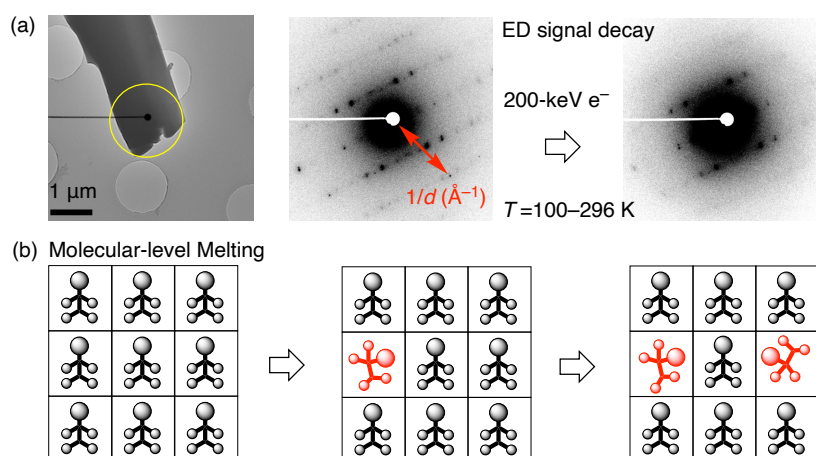 (a)
ED signal decay
200-keV e⁻
1 µm
1/d (Å⁻¹)
T =100–296 K
(b) Molecular-level Melting